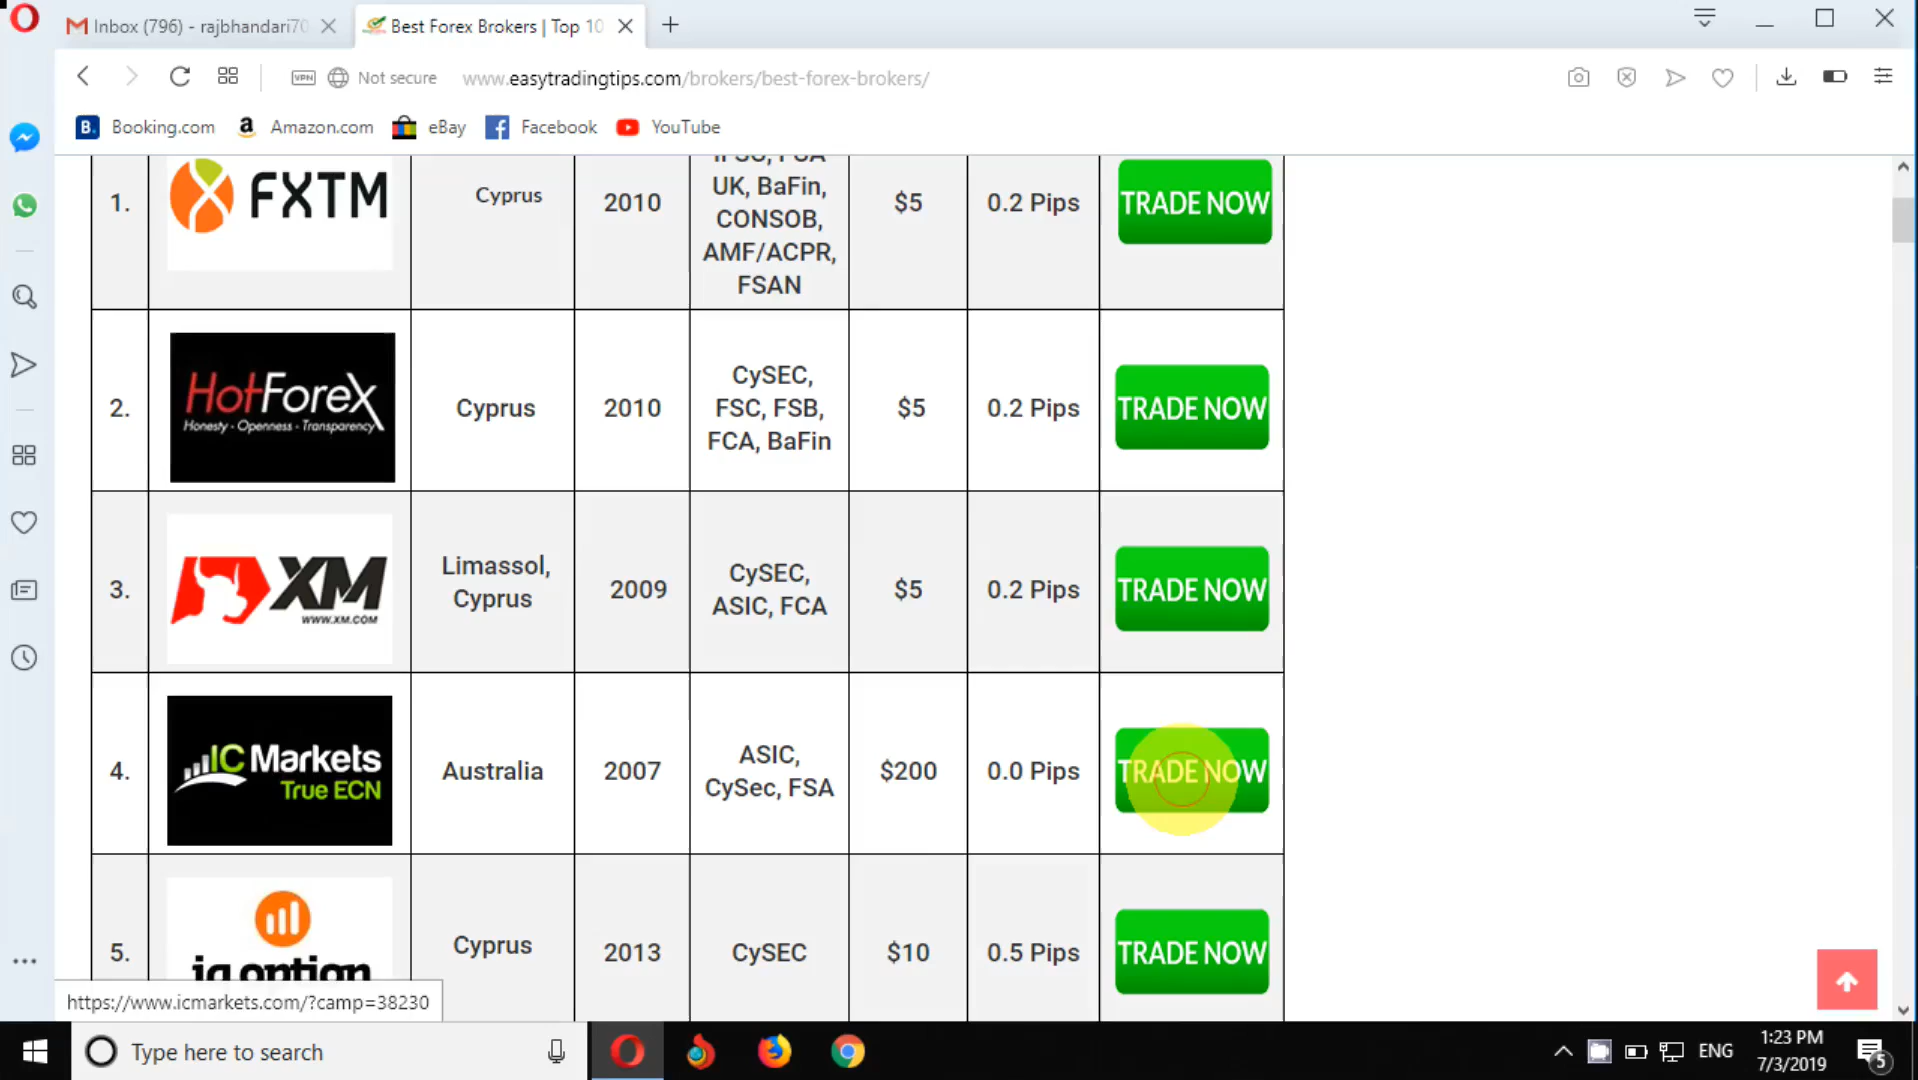 Inbox (796) - rajbhandari70
Best Forex Brokers | Top 10
VPN
Not secure
www.easytradingtips.com/brokers/best-forex-brokers/
B.
Booking.com
a
Amazon.com
eBay
Facebook
YouTube
1.
FXTM
Cyprus
2010
IFSC, FCA
UK, BaFin,
CONSOB,
AMF/ACPR,
FSAN
$5
0.2 Pips
TRADE NOW
2.
HotForex
Honesty - Openness - Transparency
Cyprus
2010
CySEC,
FSC, FSB,
FCA, BaFin
$5
0.2 Pips
TRADE NOW
3.
XM
WWW.XM.COM
Limassol,
Cyprus
2009
CySEC,
ASIC, FCA
$5
0.2 Pips
TRADE NOW
4.
IC Markets
True ECN
Australia
2007
ASIC,
CySec, FSA
$200
0.0 Pips
TRADE NOW
5.
iq option
Cyprus
2013
CySEC
$10
0.5 Pips
TRADE NOW
https://www.icmarkets.com/?camp=38230
Type here to search
ENG
1:23 PM
7/3/2019
5